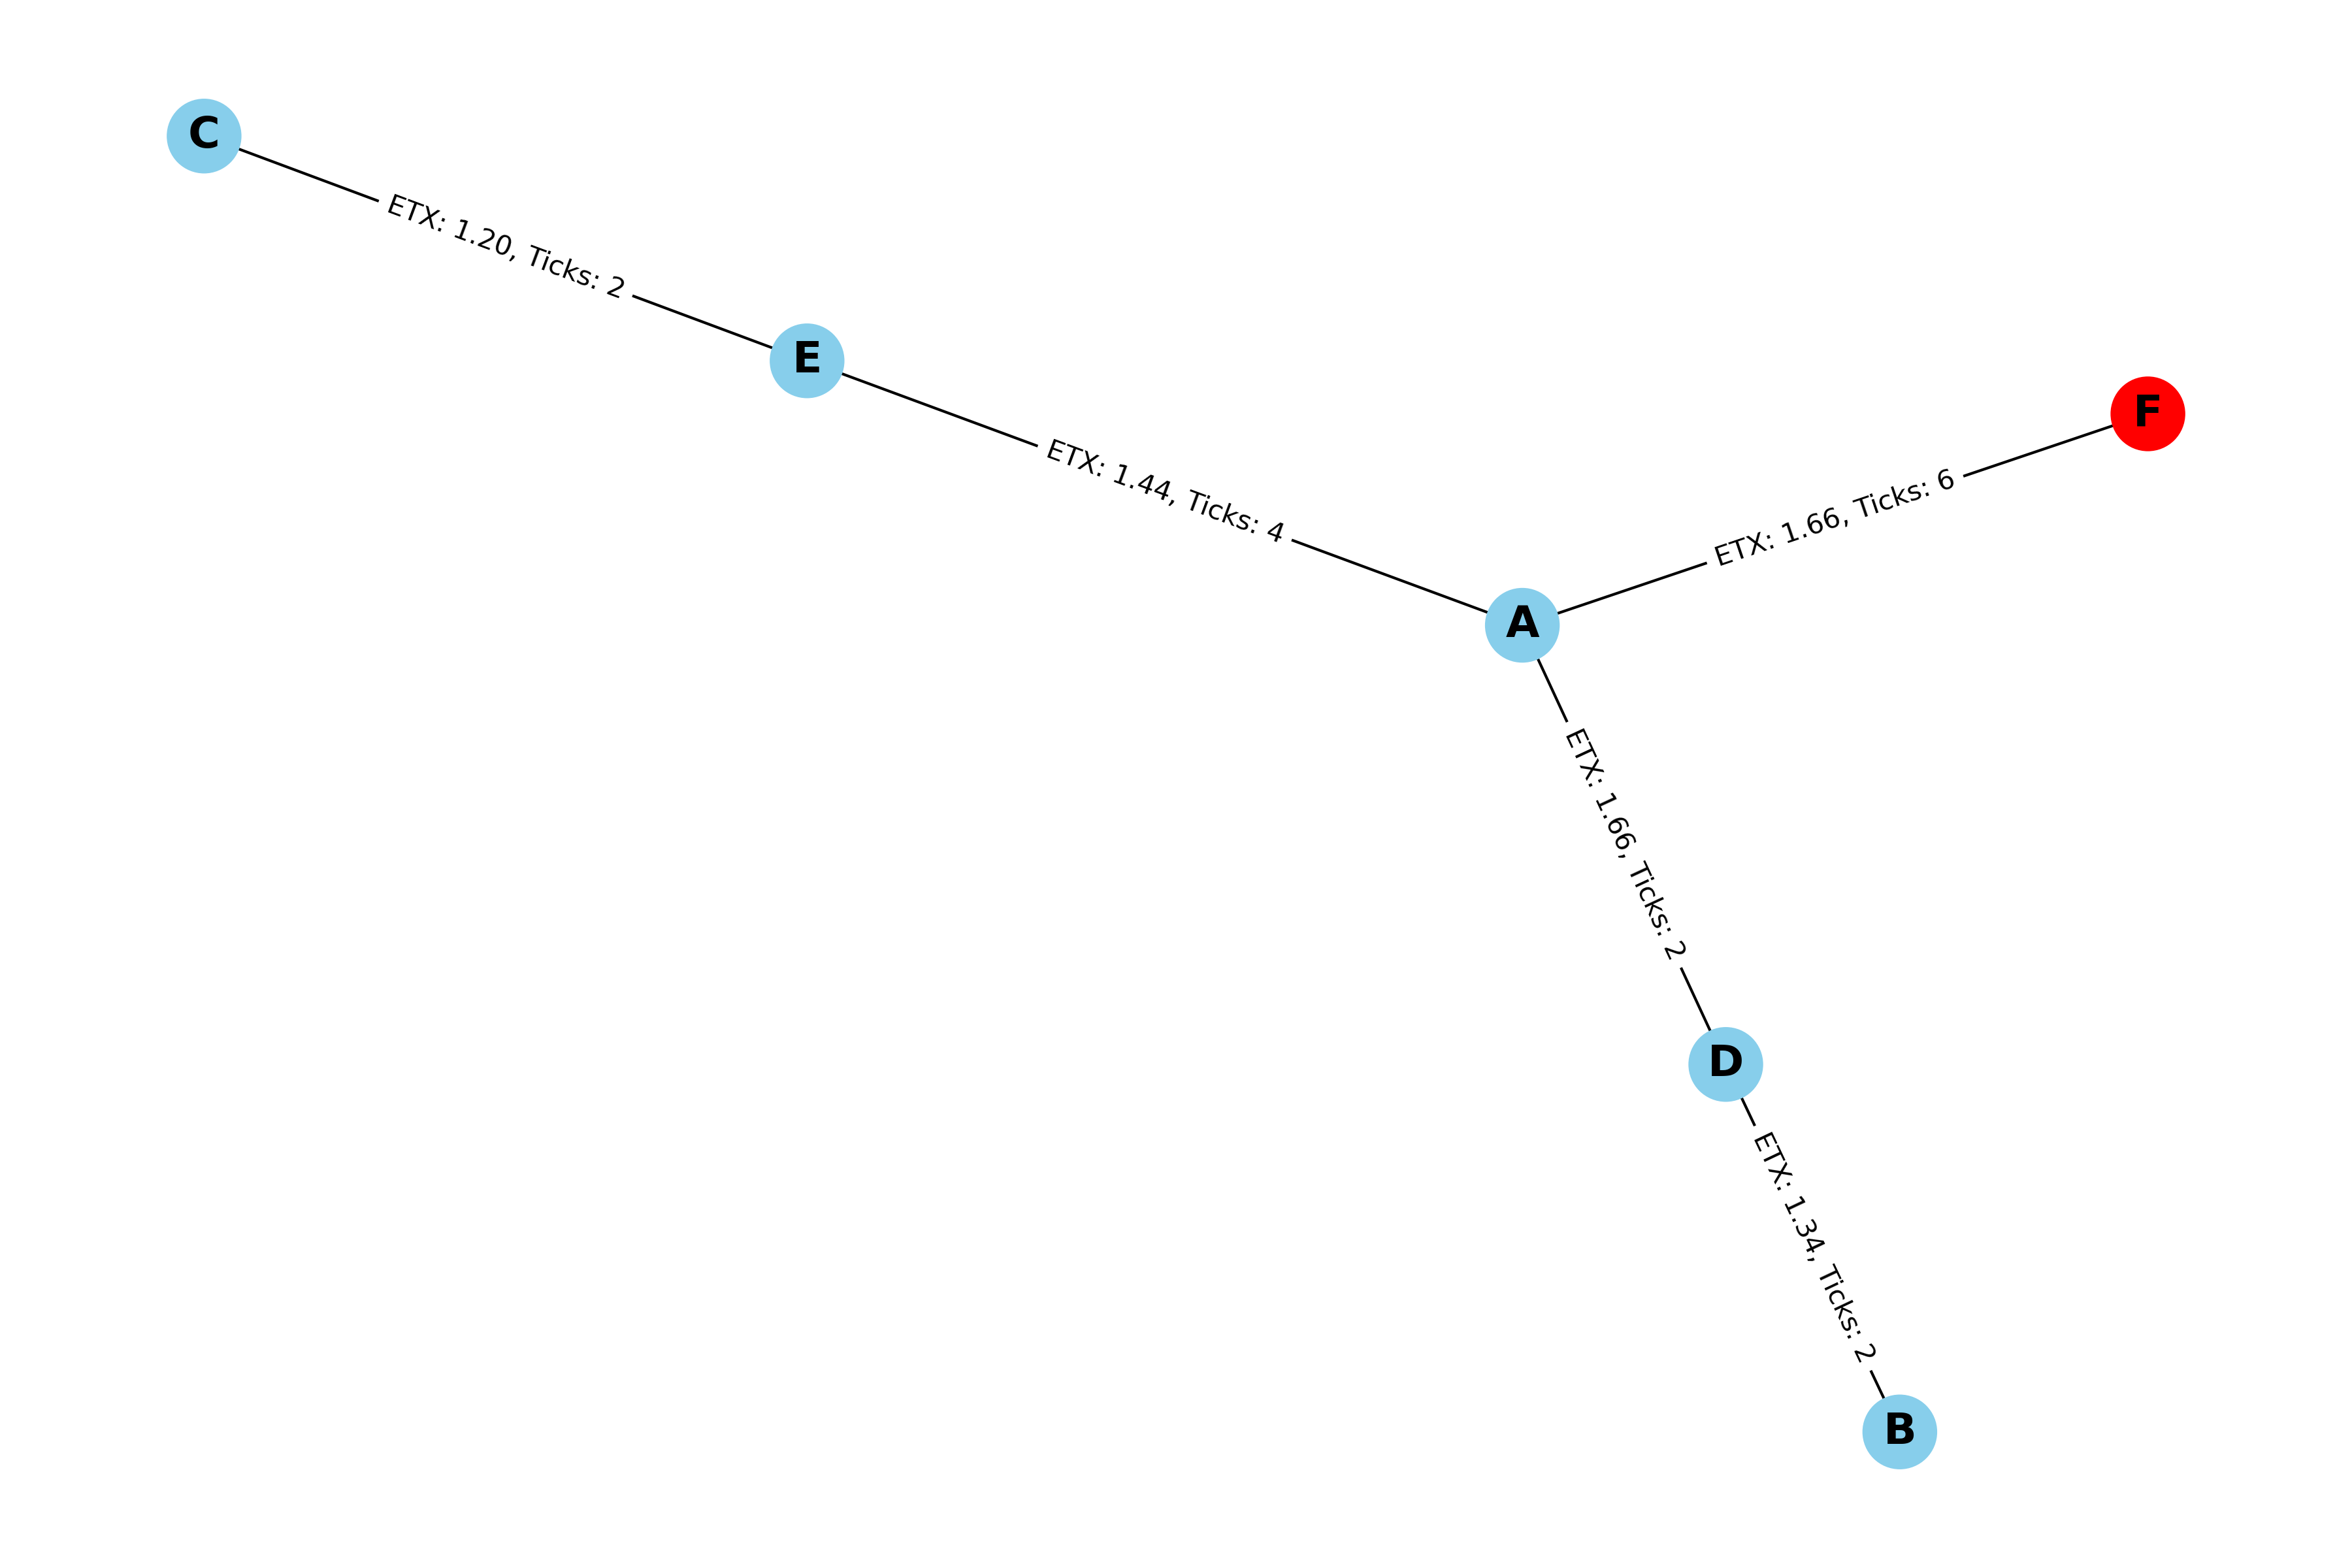 C
ETX: 1.20, Ticks: 2
E
F
ETX: 1.44, Ticks: 4
ETX: 1.66, Ticks: 6
A
ETX: 1.66, Ticks: 2
D
ETX: 1.34, Ticks: 2
B